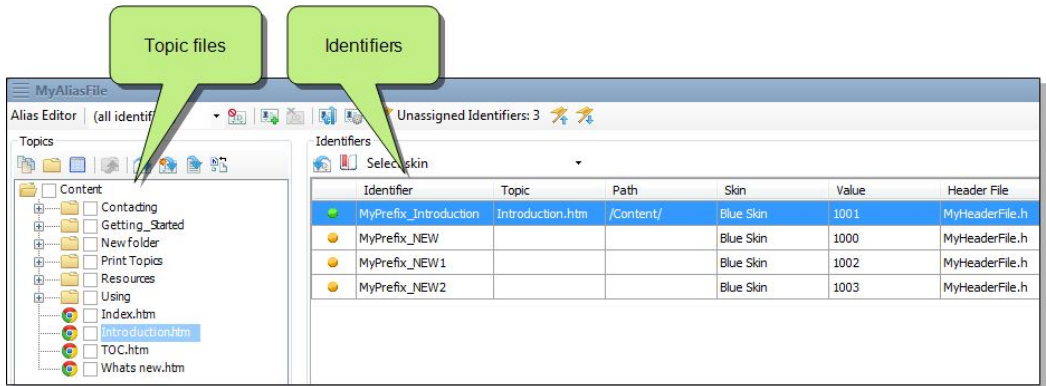 Topic files
Identifiers
MyAliasFile
Alias Editor (all identif
Unassigned Identifiers: 3
Topics
Identifiers
Select skin
Content
Contacting
Getting_Started
New folder
Print Topics
Resources
Using
Index.htm
Introduction.htm
TOC.htm
Whats new.htm
Identifier Topic Path Skin Value Header File
MyPrefix_Introduction Introduction.htm /Content/ Blue Skin 1001 MyHeaderFile.h
MyPrefix_NEW Blue Skin 1000 MyHeaderFile.h
MyPrefix_NEW1 Blue Skin 1002 MyHeaderFile.h
MyPrefix_NEW2 Blue Skin 1003 MyHeaderFile.h